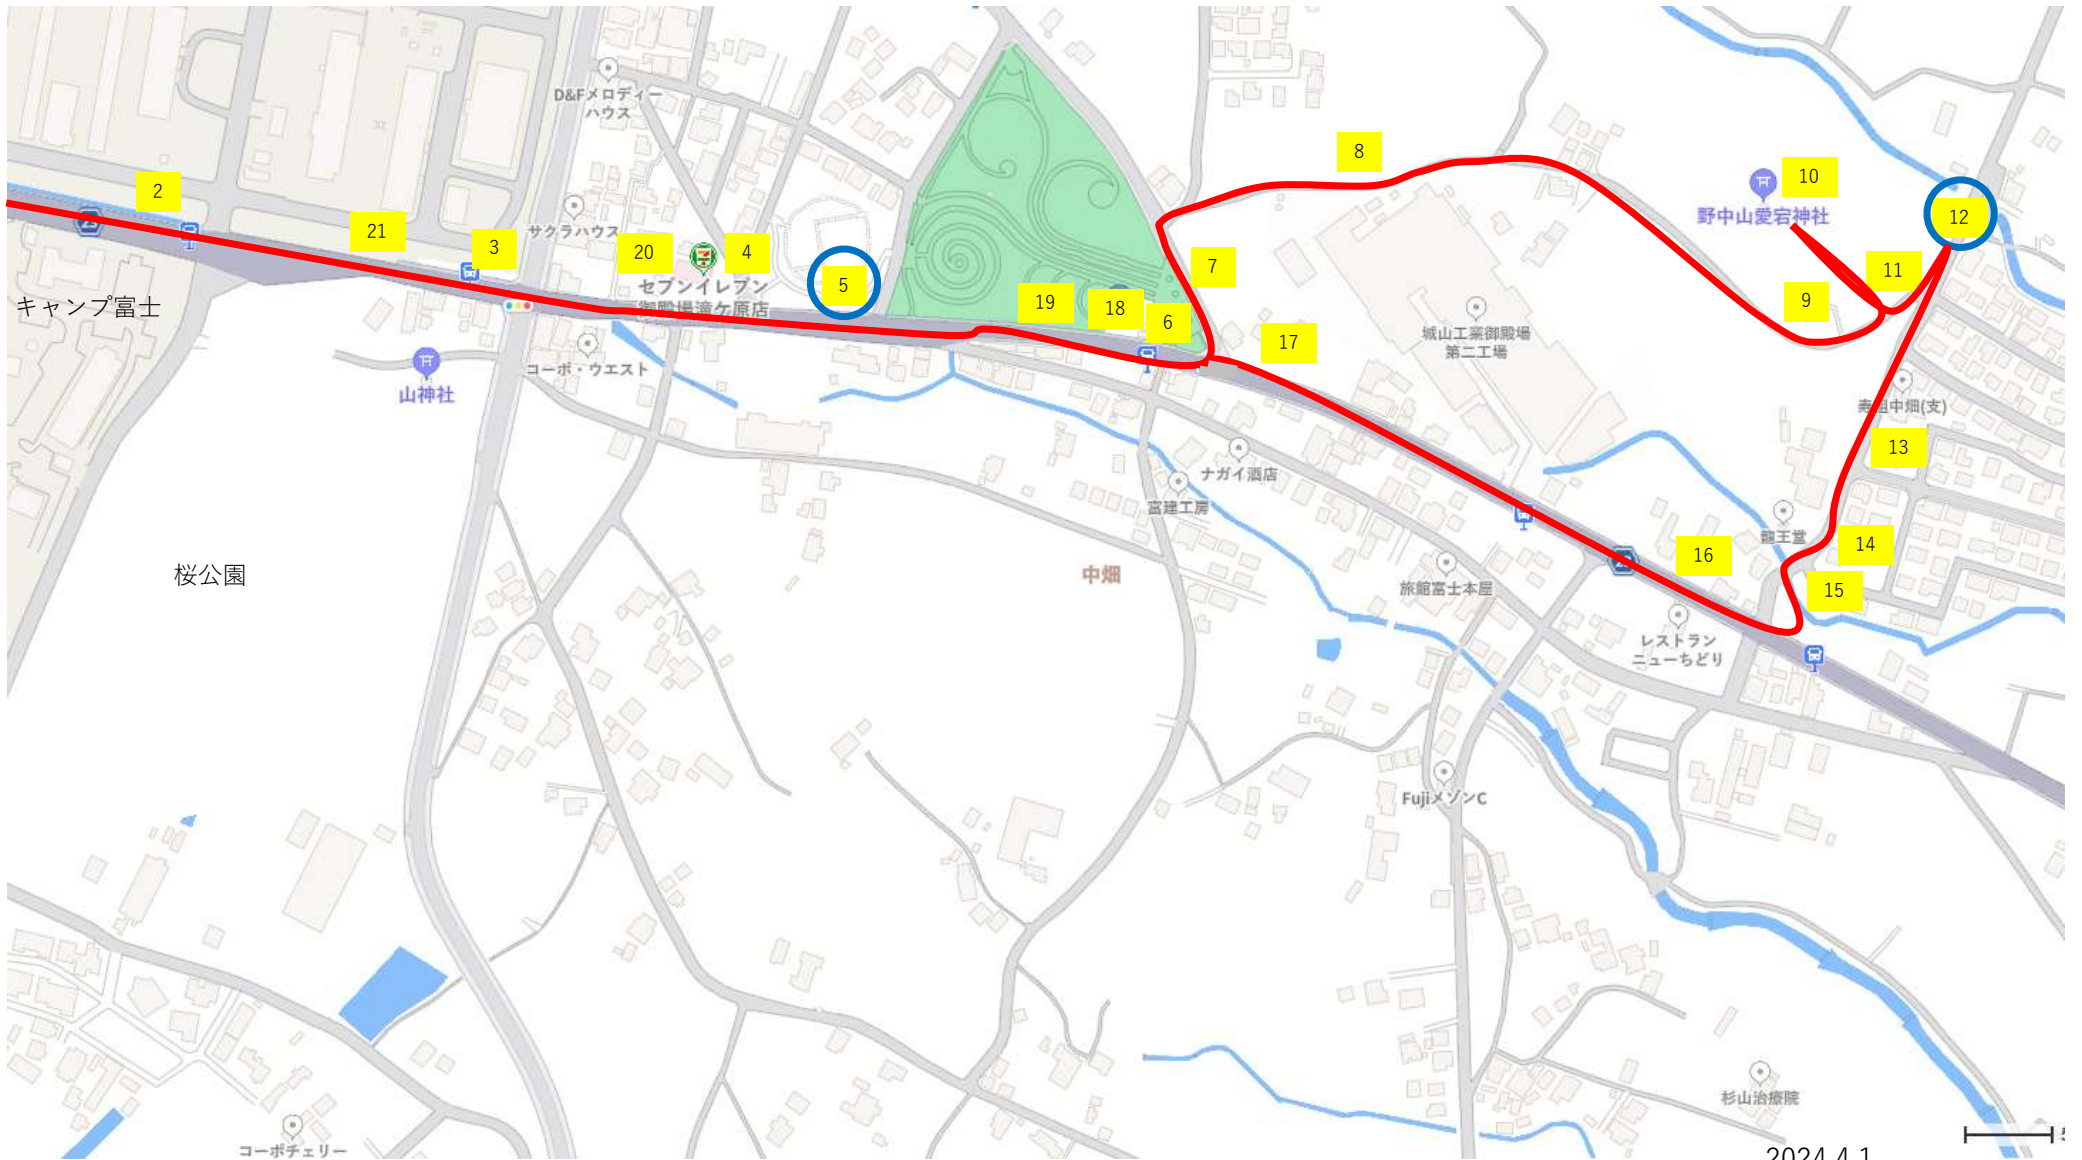 D&Fメロディー
ハウス
8
10
野中山愛宕神社
12
2
21
3
サクラハウス
20
4
セブンイレブン
御殿場滝ケ原店
5
7
11
キャンプ富士
19
18
6
9
17
城山工業御殿場
第二工場
コーポ・ウエスト
山神社
13
ナガイ酒店
富建工房
龍王堂
14
16
15
桜公園
中畑
旅館富士本屋
レストラン
ニューちどり
FujiメゾンC
杉山治療院
コーポチェリー
2024.4.1